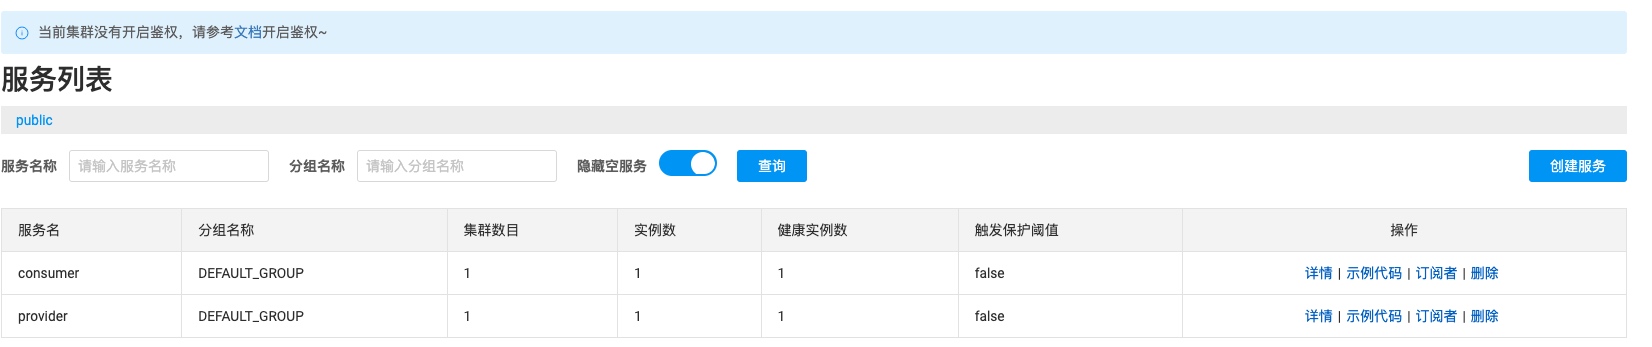 当前集群没有开启鉴权，请参考文档开启鉴权~
服务列表
public
服务名称 请输入服务名称 分组名称 请输入分组名称 隐藏空服务 查询 创建服务
服务名 分组名称 集群数目 实例数 健康实例数 触发保护阈值 操作
consumer DEFAULT_GROUP 1 1 1 false 详情 | 示例代码 | 订阅者 | 删除
provider DEFAULT_GROUP 1 1 1 false 详情 | 示例代码 | 订阅者 | 删除